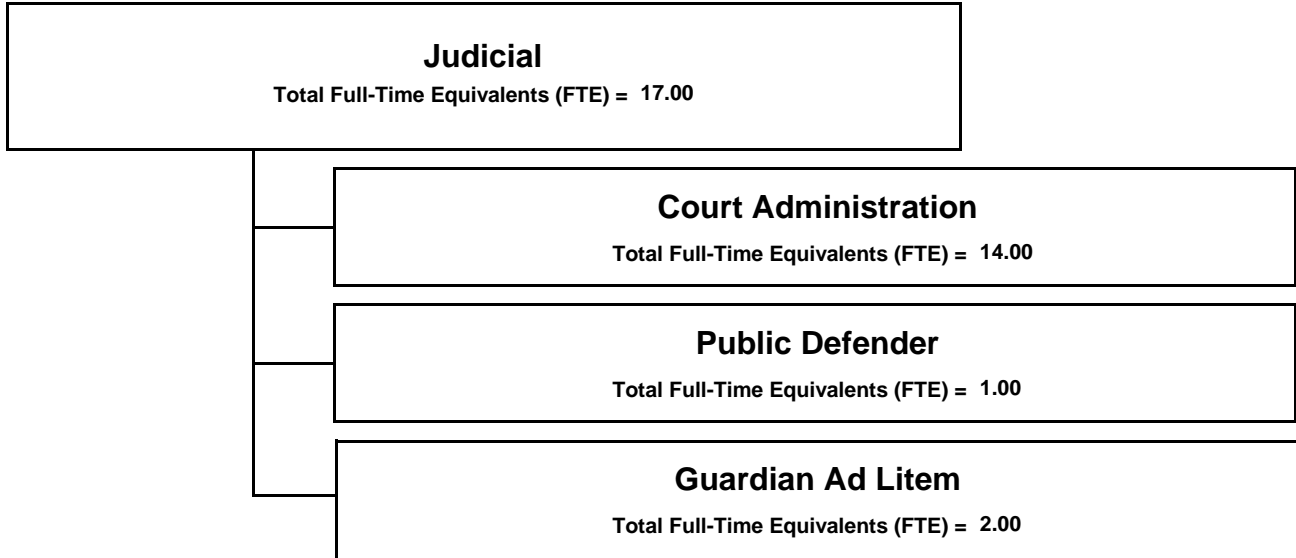 Judicial
Total Full-Time Equivalents (FTE) = 17.00
Court Administration
Total Full-Time Equivalents (FTE) = 14.00
Public Defender
Total Full-Time Equivalents (FTE) = 1.00
Guardian Ad Litem
Total Full-Time Equivalents (FTE) = 2.00